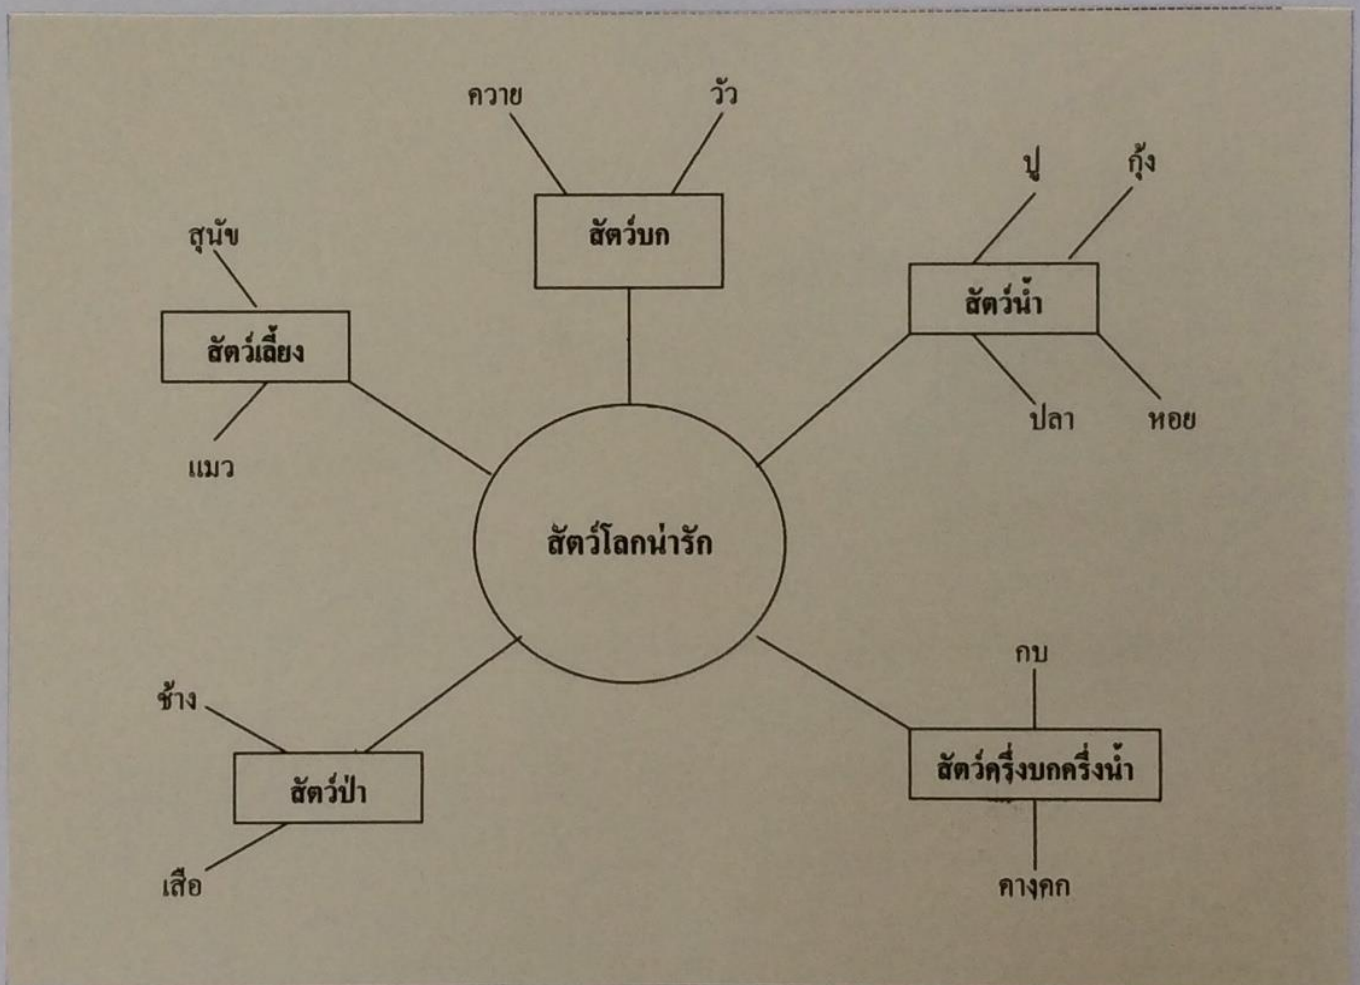 ควาย วัว
ปู กุ้ง
สุนัข
สัตว์บก
สัตว์น้ำ
สัตว์เลี้ยง
ปลา หอย
แมว
สัตว์โลกน่ารัก
กบ
ช้าง
สัตว์ครึ่งบกครึ่งน้ำ
สัตว์ป่า
เสือ
คางคก